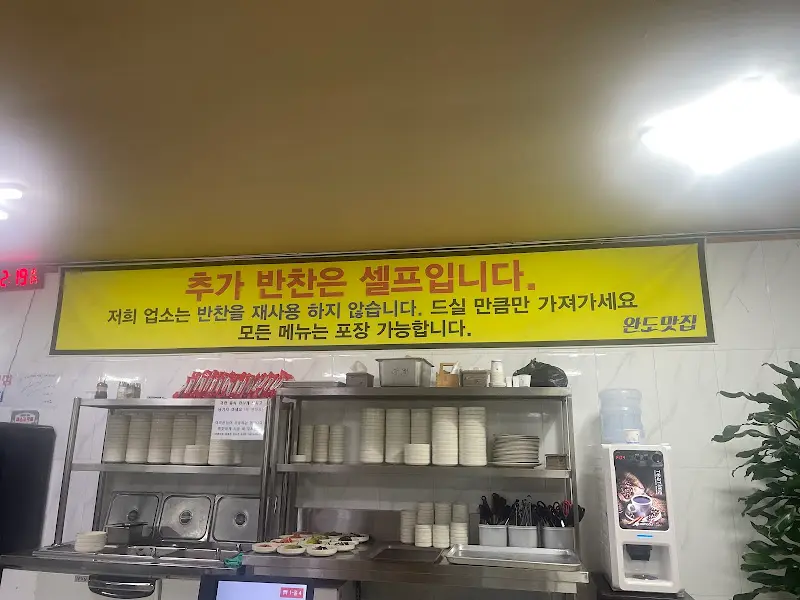 추가 반찬은 셀프입니다.
저희 업소는 반찬을 재사용 하지 않습니다. 드실 만큼만 가져가세요
모든 메뉴는 포장 가능합니다.
완도맛집